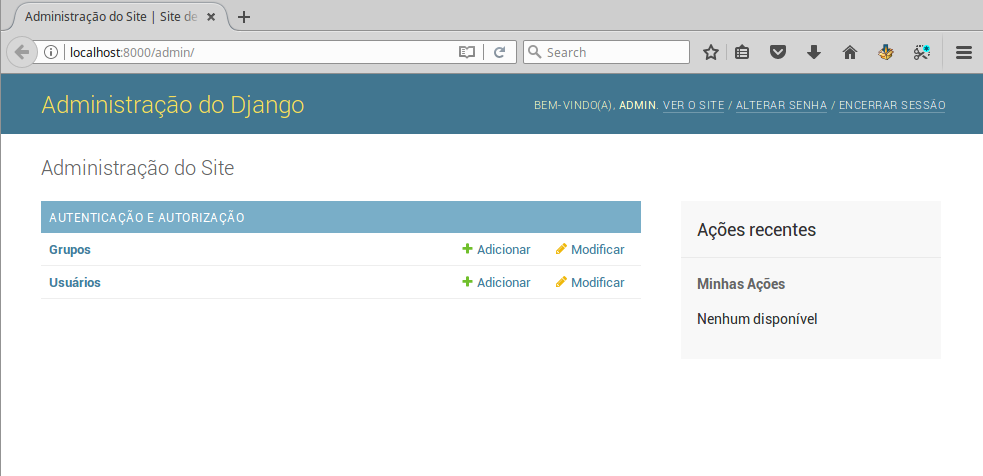 Administração do Site | Site de
localhost:8000/admin/
Search
Administração do Django
BEM-VINDO(A), ADMIN. VER O SITE / ALTERAR SENHA / ENCERRAR SESSÃO
Administração do Site
AUTENTICAÇÃO E AUTORIZAÇÃO
Grupos Adicionar Modificar
Usuários Adicionar Modificar
Ações recentes
Minhas Ações
Nenhum disponível